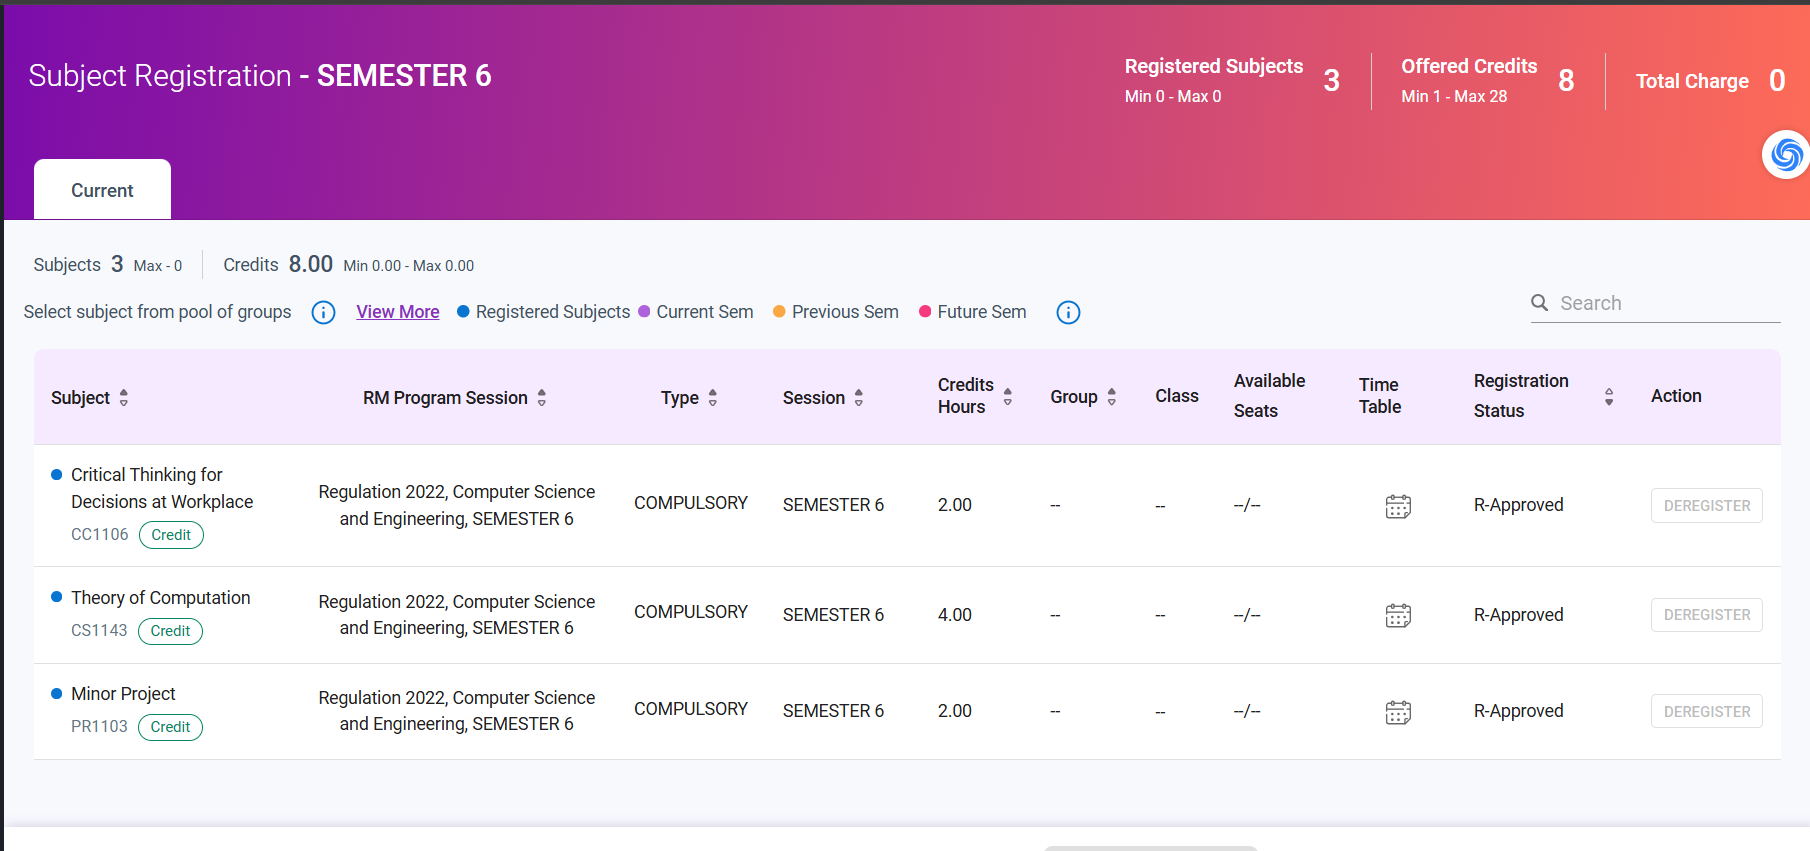 Subject Registration - SEMESTER 6
Registered Subjects 3
Min 0 - Max 0
Offered Credits 8
Min 1 - Max 28
Total Charge 0
Current
Subjects 3 Max - 0
Credits 8.00 Min 0.00 - Max 0.00
Select subject from pool of groups
View More
Registered Subjects
Current Sem
Previous Sem
Future Sem
Search
Subject
RM Program Session
Type
Session
Credits
Hours
Group
Class
Available
Seats
Time
Table
Registration
Status
Action
Critical Thinking for
Decisions at Workplace
CC1106 Credit
Regulation 2022, Computer Science
and Engineering, SEMESTER 6
COMPULSORY
SEMESTER 6
2.00
--
--
--/--
R-Approved
DEREGISTER
Theory of Computation
CS1143 Credit
Regulation 2022, Computer Science
and Engineering, SEMESTER 6
COMPULSORY
SEMESTER 6
4.00
--
--
--/--
R-Approved
DEREGISTER
Minor Project
PR1103 Credit
Regulation 2022, Computer Science
and Engineering, SEMESTER 6
COMPULSORY
SEMESTER 6
2.00
--
--
--/--
R-Approved
DEREGISTER